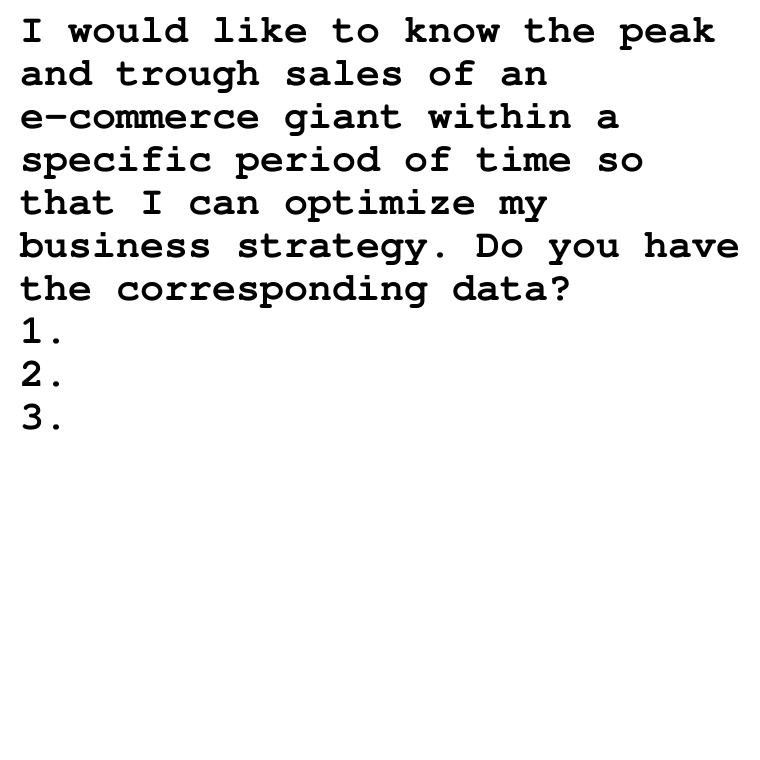 I would like to know the peak
and trough sales of an
e-commerce giant within a
specific period of time so
that I can optimize my
business strategy. Do you have
the corresponding data?
1.
2.
3.